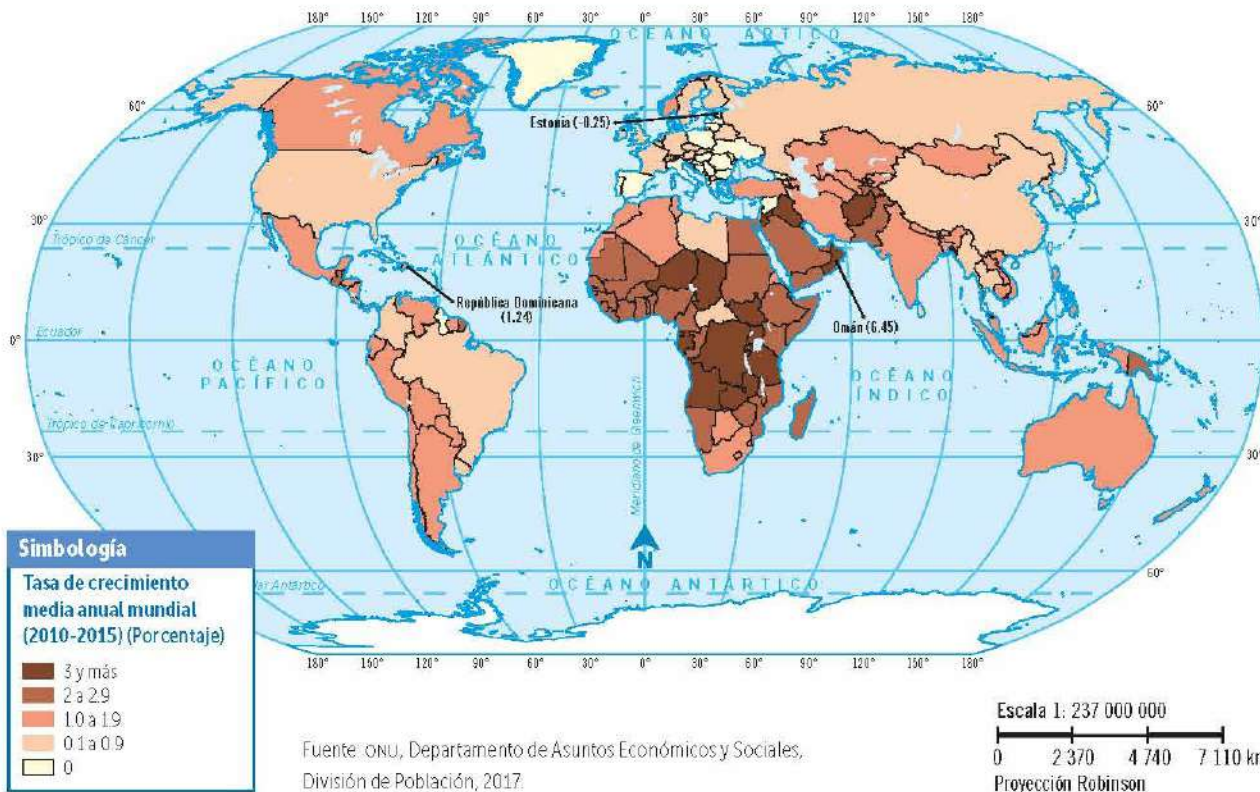 180° 150° 120° 90° 60° 30° 0° 30° 60° 90° 120° 150° 180°
OCÉANO ÁRTICO
60° 60°
Estonia (-0.25)
30° 30°
Trópico de Cáncer
OCÉANO
ATLÁNTICO
República Dominicana
(1.24)
Omán (6.45)
Ecuador
0° 0°
OCÉANO
PACÍFICO
OCÉANO
ÍNDICO
Trópico de Capricornio
Meridiano de Greenwich
30° 30°
N
60°
OCÉANO ANTÁRTICO
Antártico
180° 150° 120° 90° 60° 30° 0° 30° 60° 90° 120° 150° 180°
Simbología
Tasa de crecimiento
media anual mundial
(2010-2015) (Porcentaje)
3 y más
2 a 2.9
1.0 a 1.9
0.1 a 0.9
0
Fuente: ONU, Departamento de Asuntos Económicos y Sociales,
División de Población, 2017.
Escala 1: 237 000 000
0 2 370 4 740 7 110 km
Proyección Robinson